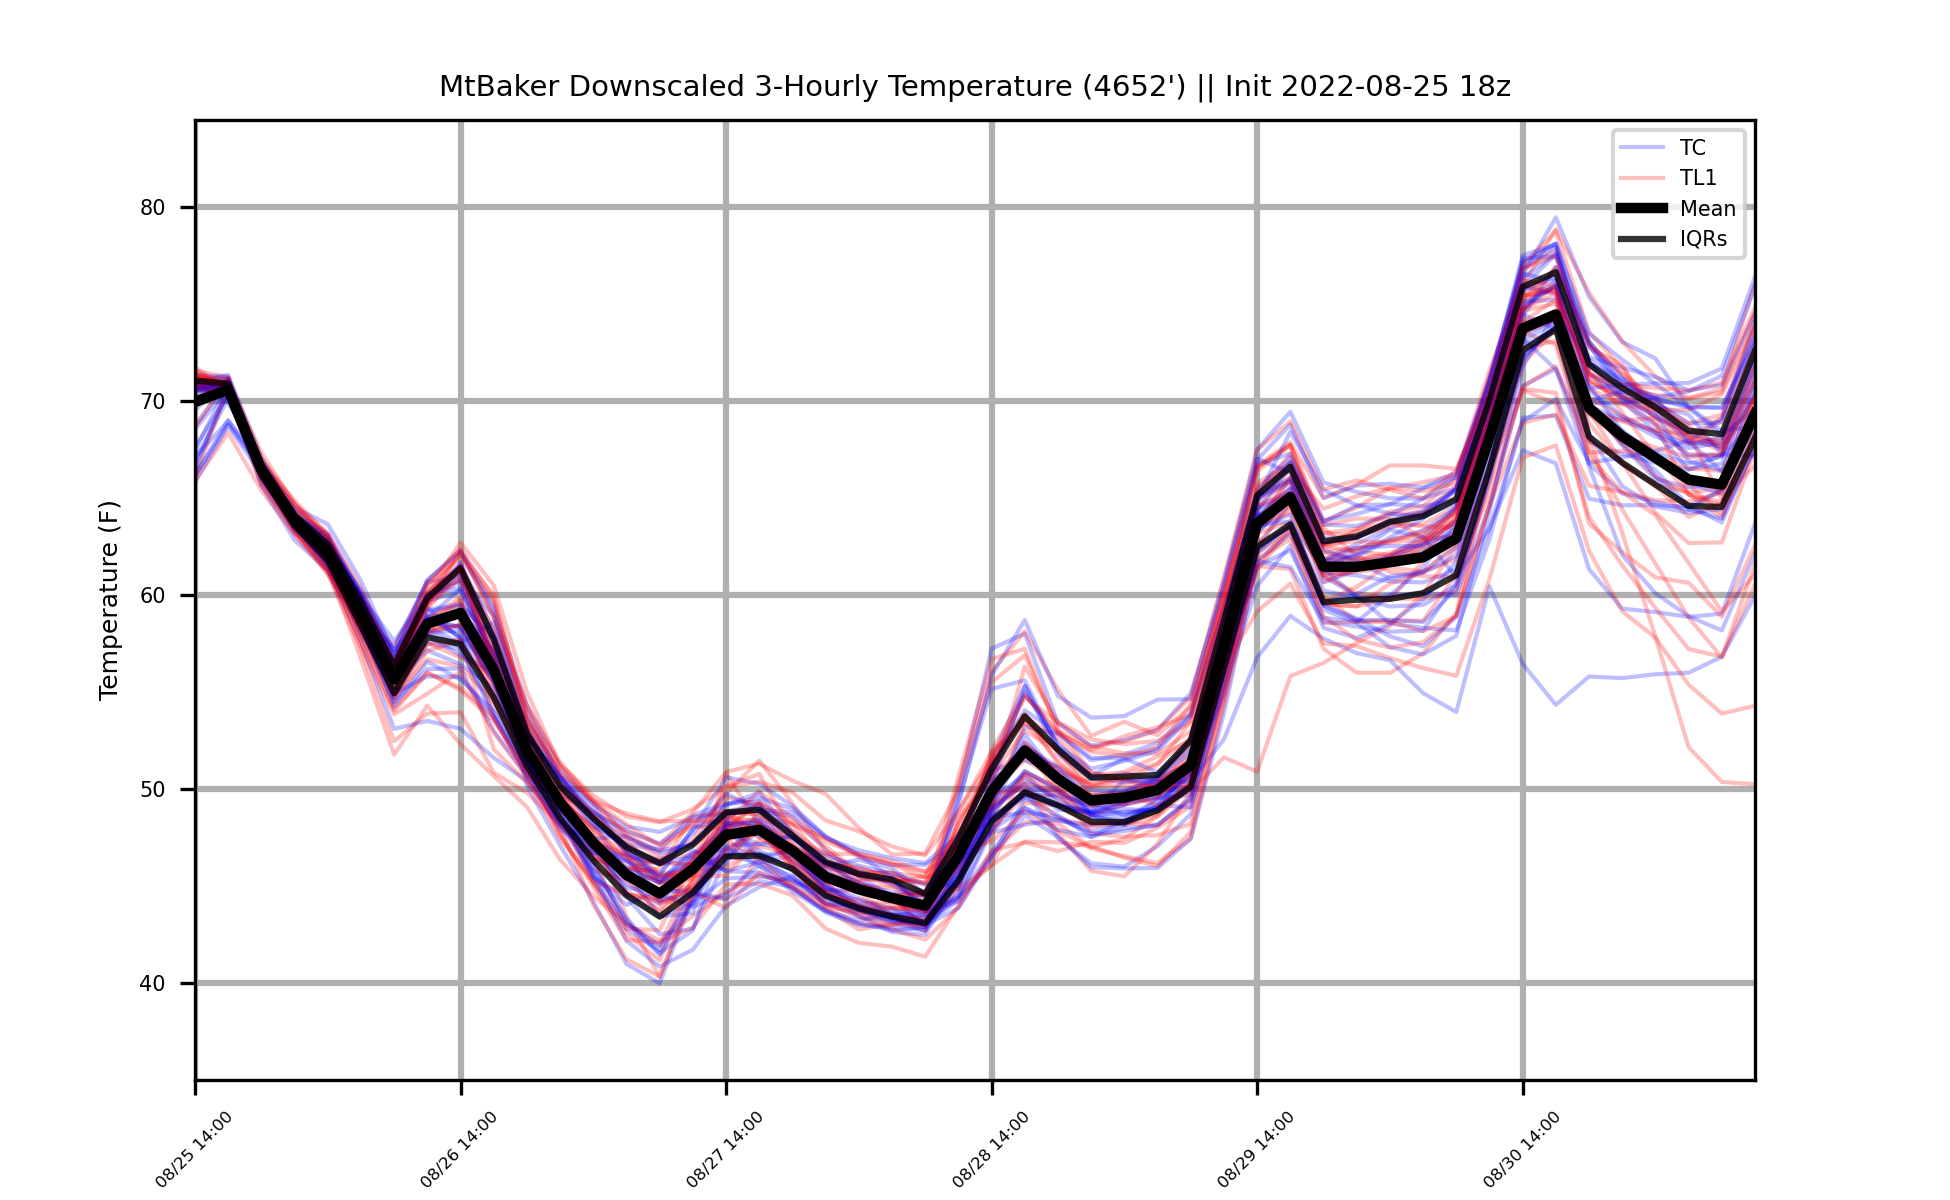 MtBaker Downscaled 3-Hourly Temperature (4652') || Init 2022-08-25 18z
TC
TL1
Mean
IQRs
Temperature (F)
80
70
60
50
40
08/25 14:00
08/26 14:00
08/27 14:00
08/28 14:00
08/29 14:00
08/30 14:00